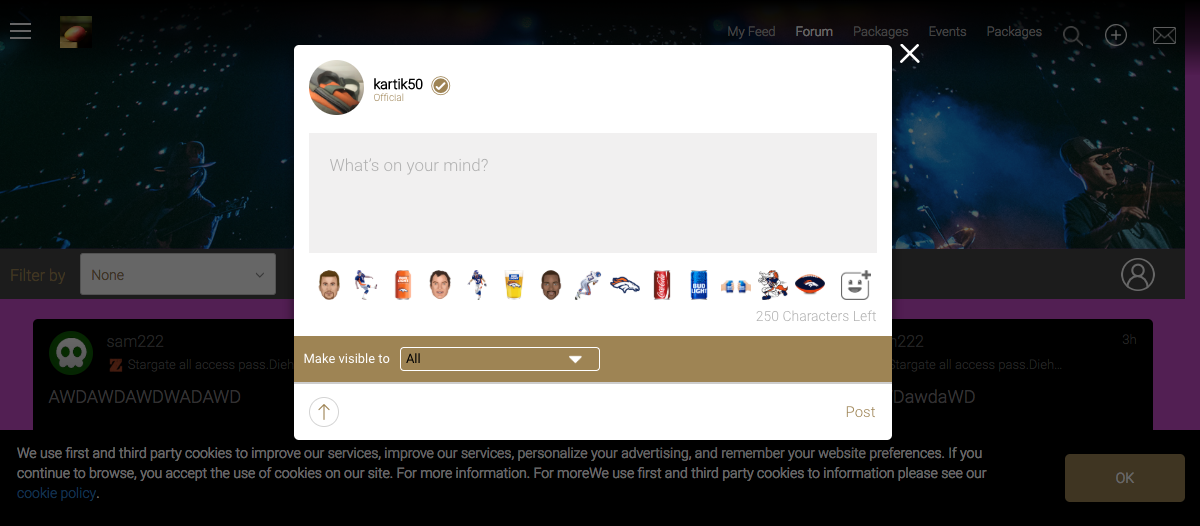 My Feed Forum Packages Events Packages
kartik50
Official
What's on your mind?
Filter by None
250 Characters Left
Make visible to All
Post
sam222
Stargate all access pass.Dieh
AWDAWDAWDWADAWD
222 3h
targate all access pass.Dieh...
DawdaWD
We use first and third party cookies to improve our services, improve our services, personalize your advertising, and remember your website preferences. If you
continue to browse, you accept the use of cookies on our site. For more information. For moreWe use first and third party cookies to information please see our
cookie policy.
OK